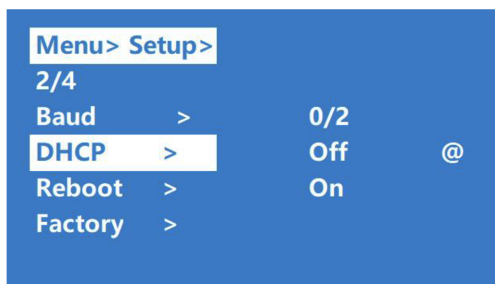 Menu> Setup>
2/4
Baud > 0/2
DHCP > Off @
Reboot > On
Factory >